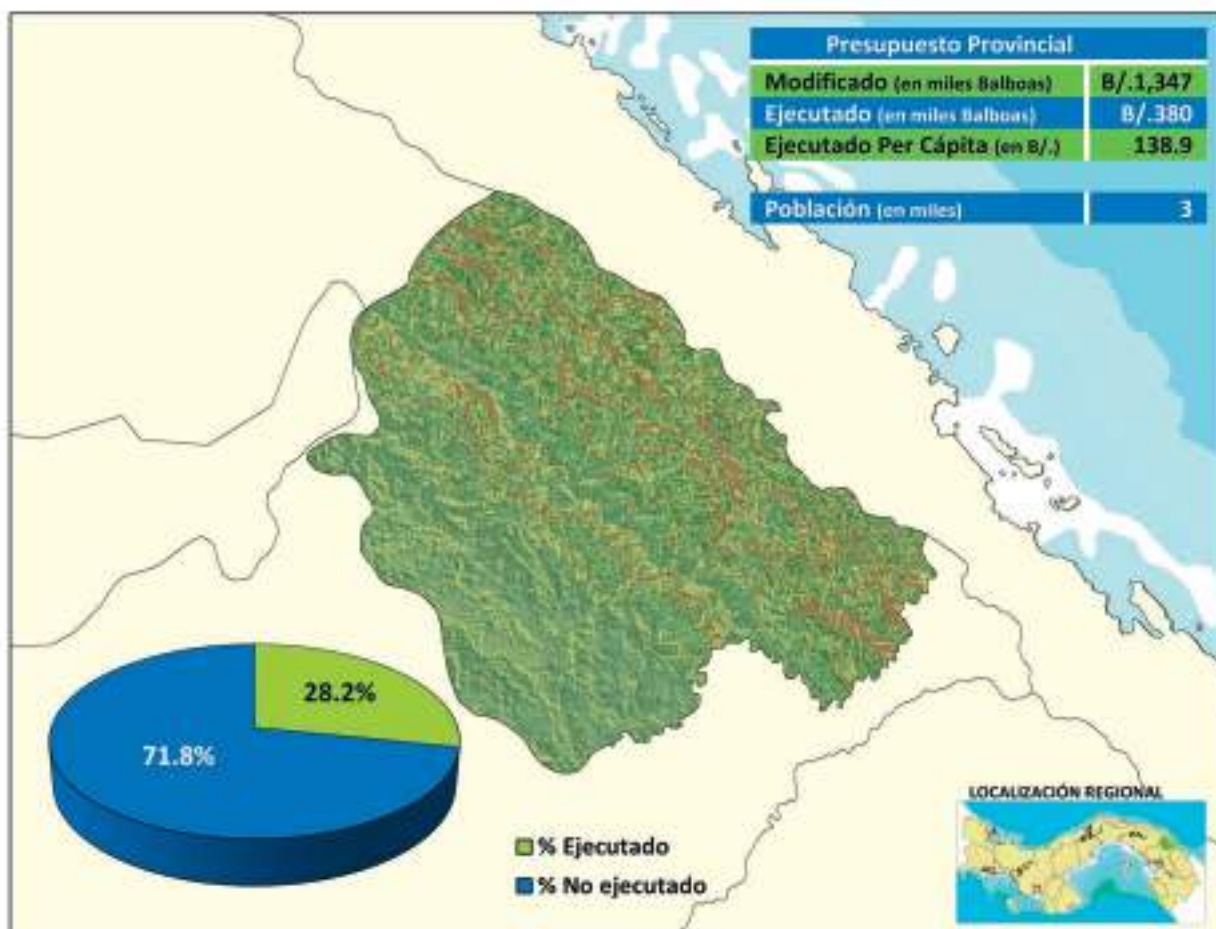 Presupuesto Provincial
Modificado (en miles Balboas) B/.1,347
Ejecutado (en miles Balboas) B/.380
Ejecutado Per Cápita (en B/.) 138.9
Población (en miles) 3
28.2%
71.8%
% Ejecutado
% No ejecutado
LOCALIZACIÓN REGIONAL